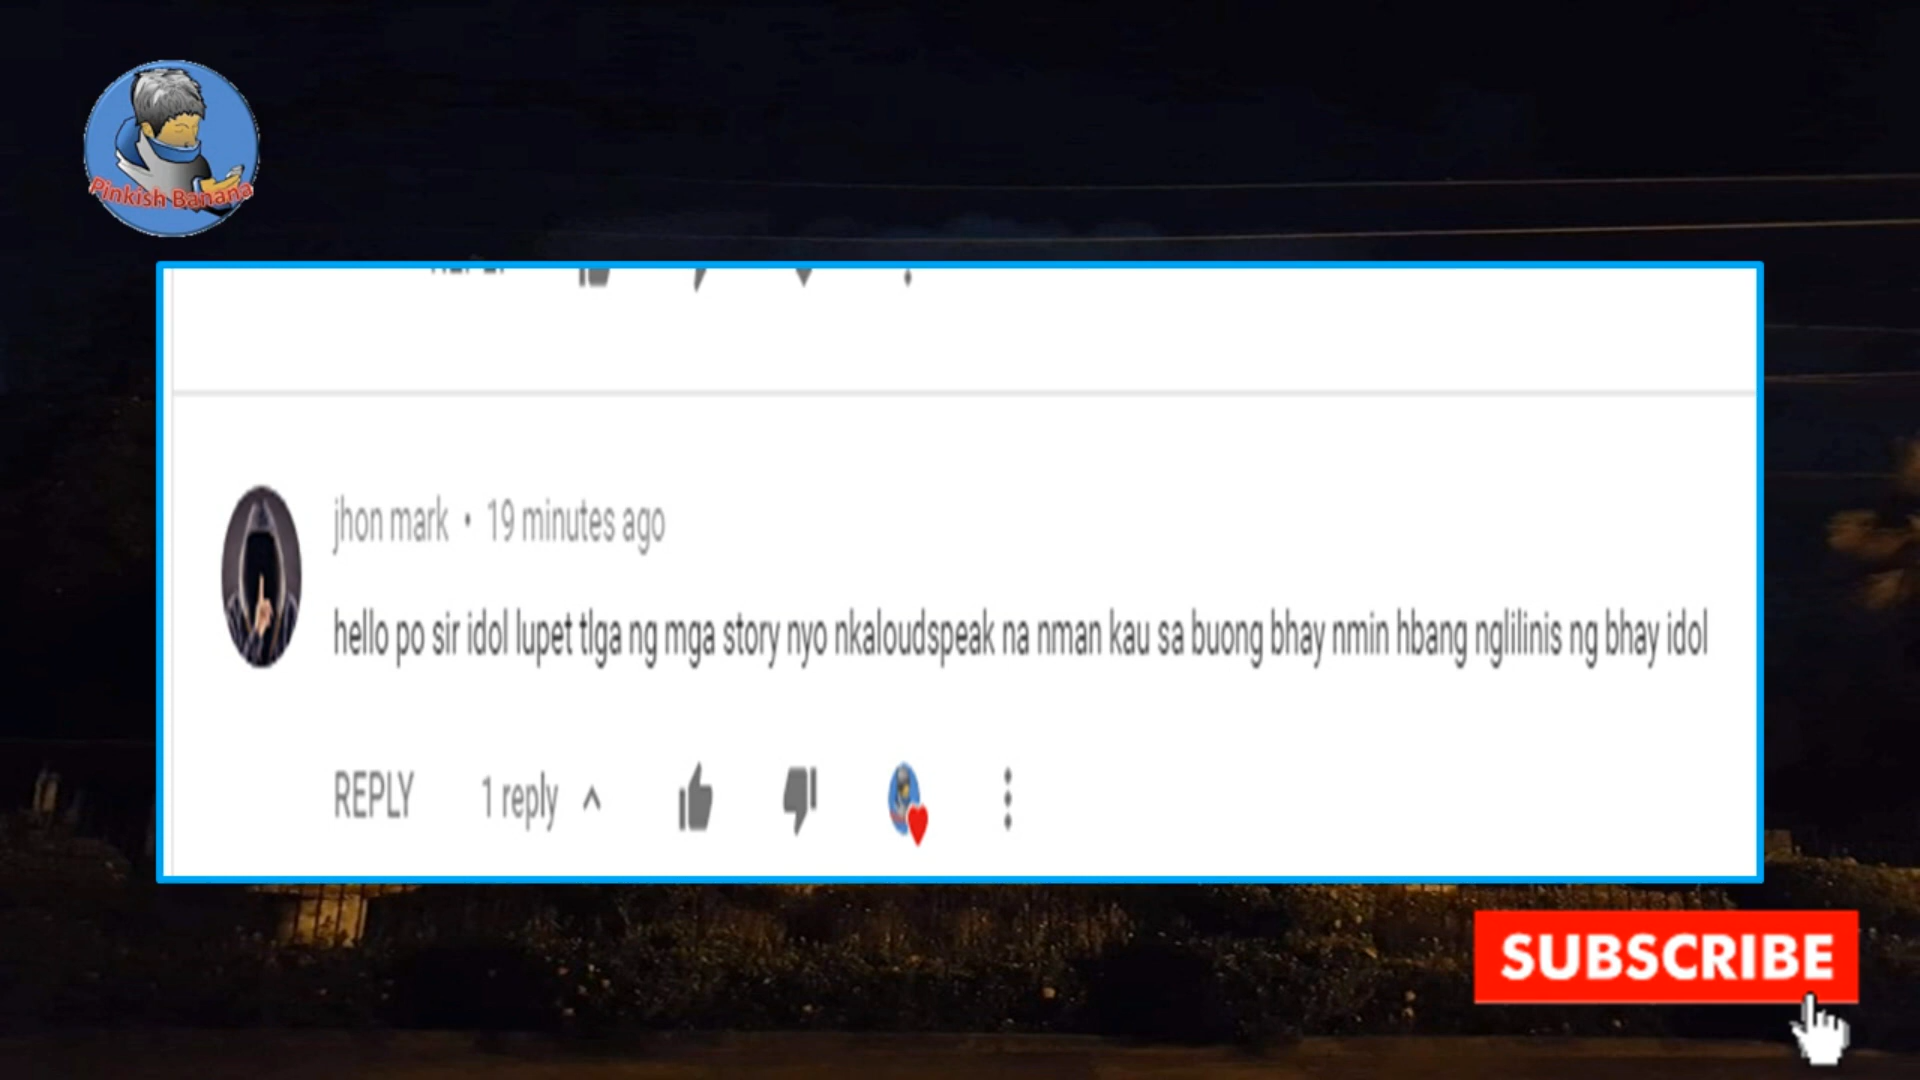 Pinkish Banana
jhon mark • 19 minutes ago
hello po sir idol lupet tlga ng mga story nyo nkaloudspeak na nman kau sa buong bhay nmin hbang nglilinis ng bhay idol
REPLY 1 reply
SUBSCRIBE